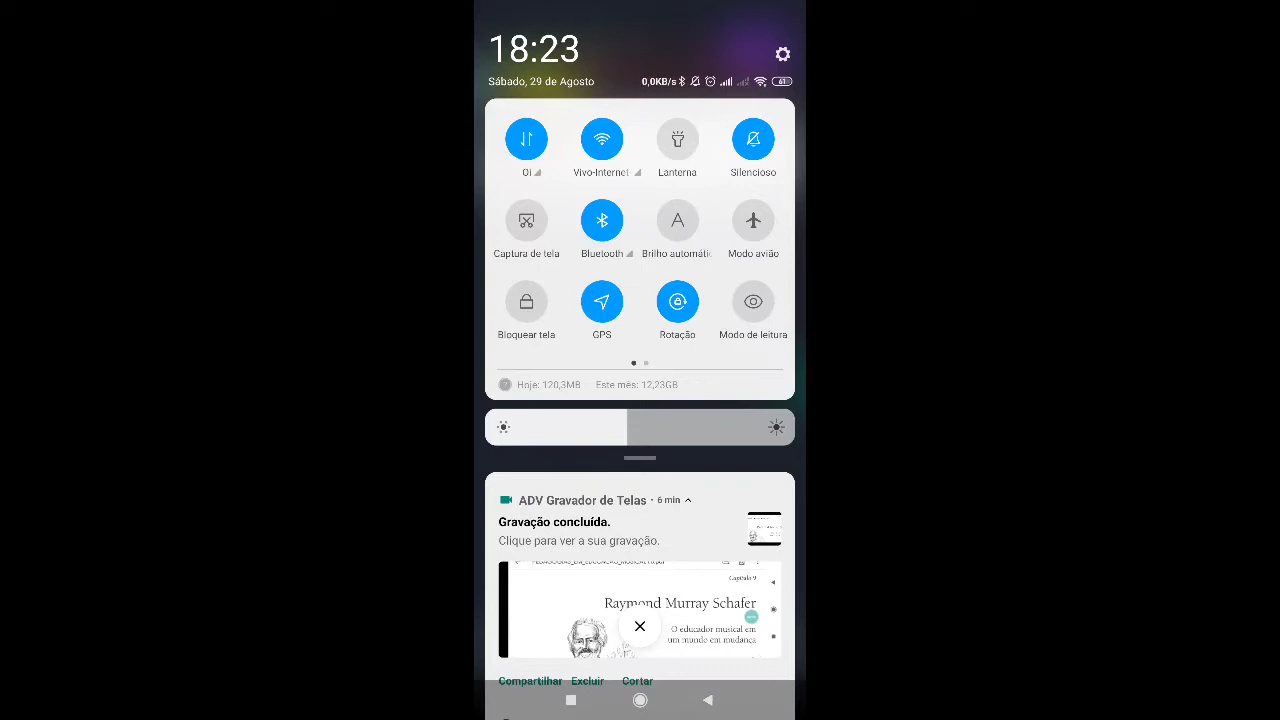 18:23
Sábado, 29 de Agosto
0,0KB/s
61
Oi
Vivo-Internet
Lanterna
Silencioso
Captura de tela
Bluetooth
Brilho automátic
Modo avião
Bloquear tela
GPS
Rotação
Modo de leitura
Hoje: 120,3MB
Este mês: 12,23GB
ADV Gravador de Telas · 6 min
Gravação concluída.
Clique para ver a sua gravação.
Capítulo 9
Raymond Murray Schafer
O educador musical em
um mundo em mudança
Compartilhar Excluir Cortar